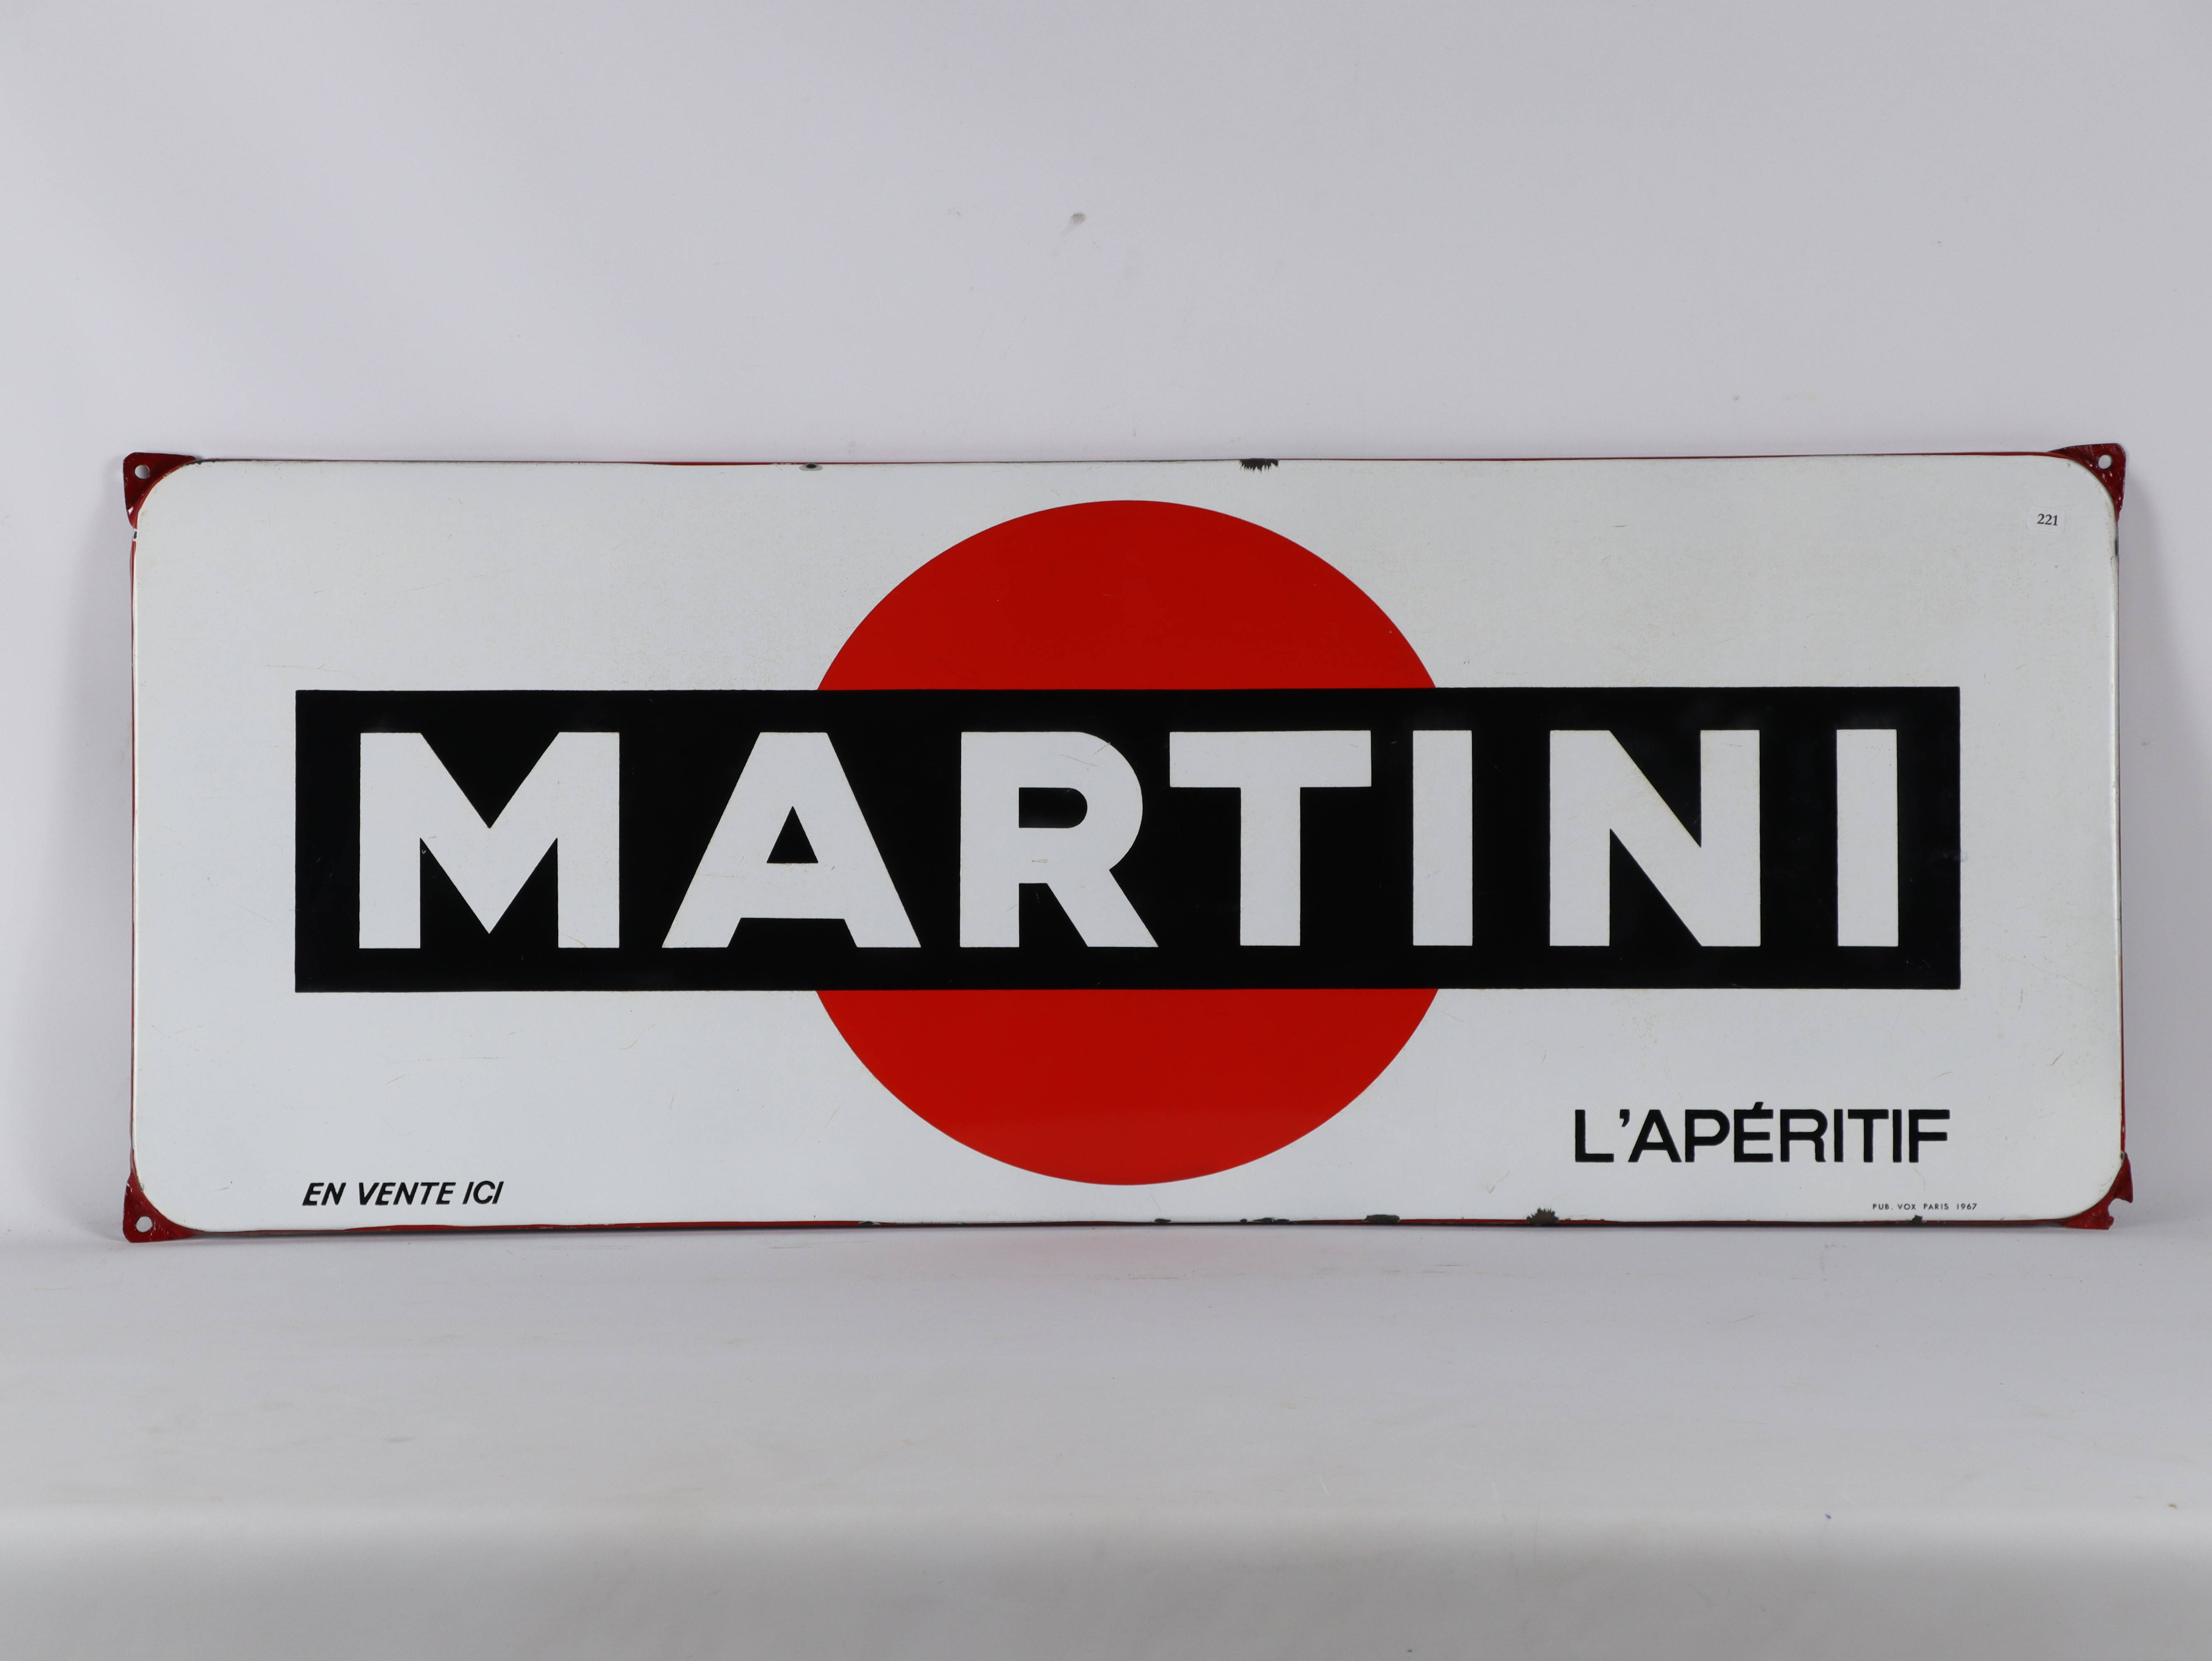 221
MARTINI
L'APÉRITIF
EN VENTE ICI
PUB. VOX PARIS 1967